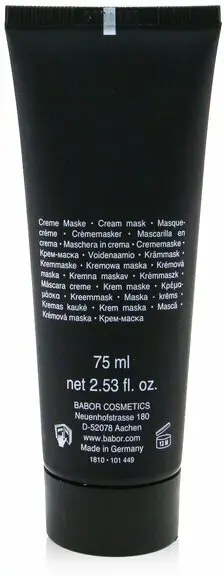 Creme Maske · Cream mask · Masque-
crème · Crèmemasker · Mascarilla en
crema · Maschera in crema · Crememaske ·
Крем-маска · Voidenaamio · Krämmask ·
Kremmaske · Kremowa maska · Krémová
maska · Kremna maska · Krémmaszk ·
Máscara creme · Krem maske · Κρέμα-
μάσκα · Kreemmask · Maska · krēms ·
Kremas kaukė · Krem maska · Mască ·
Krēmová maska · Крем-маска
75 ml
net 2.53 fl. oz.
BABOR COSMETICS
Neuenhofstrasse 180
D-52078 Aachen
www.babor.com
Made in Germany
1810 · 101 449
12 M